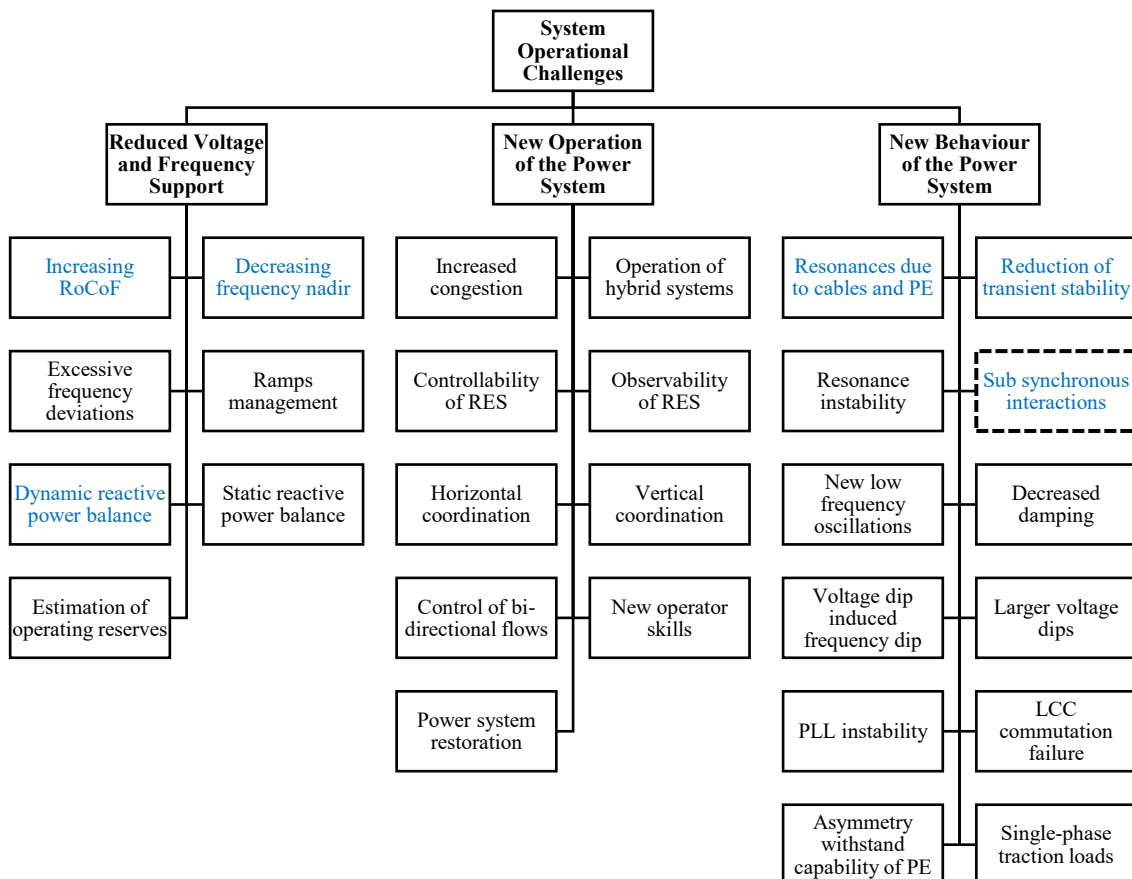 System
Operational
Challenges
Reduced Voltage
and Frequency
Support
New Operation
of the Power
System
New Behaviour
of the Power
System
Increasing
RoCoF
Decreasing
frequency nadir
Excessive
frequency
deviations
Ramps
management
Dynamic reactive
power balance
Static reactive
power balance
Estimation of
operating reserves
Increased
congestion
Operation of
hybrid systems
Controllability
of RES
Observability
of RES
Horizontal
coordination
Vertical
coordination
Control of bi-
directional flows
New operator
skills
Power system
restoration
Resonances due
to cables and PE
Reduction of
transient stability
Resonance
instability
Sub synchronous
interactions
New low
frequency
oscillations
Decreased
damping
Voltage dip
induced
frequency dip
Larger voltage
dips
PLL instability
LCC
commutation
failure
Asymmetry
withstand
capability of PE
Single-phase
traction loads